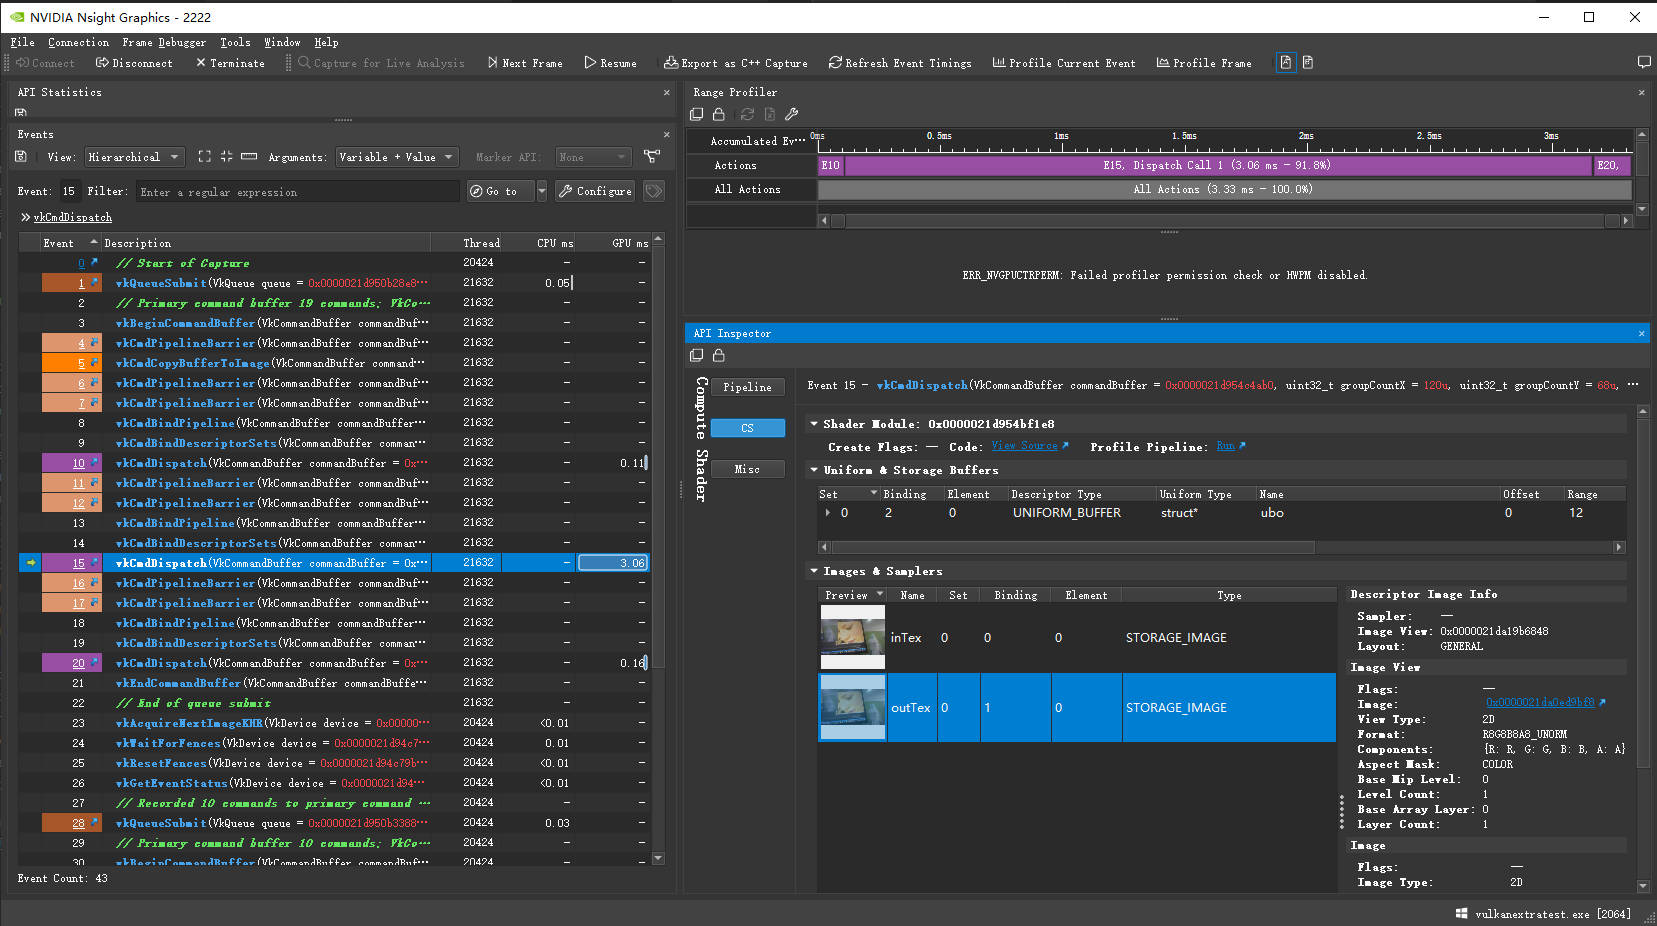 NVIDIA Nsight Graphics - 2222
File Connection Frame Debugger Tools Window Help
Connect Disconnect Terminate Capture for Live Analysis Next Frame Resume Export as C++ Capture Refresh Event Timings Profile Current Event Profile Frame
API Statistics
Events
View: Hierarchical Arguments: Variable + Value Marker API: None
Event: 15 Filter: Enter a regular expression Go to Configure
vkCmdDispatch
Event Description Thread CPU ms GPU ms
0 // Start of Capture 20424 — —
1 vkQueueSubmit(VkQueue queue = 0x0000021d950b28e8··· 21632 0.05 —
2 // Primary command buffer 19 commands: VkCo··· 21632 — —
3 vkBeginCommandBuffer(VkCommandBuffer commandBuf··· 21632 — —
4 vkCmdPipelineBarrier(VkCommandBuffer commandBuf··· 21632 — —
5 vkCmdCopyBufferToImage(VkCommandBuffer command··· 21632 — —
6 vkCmdPipelineBarrier(VkCommandBuffer commandBuf··· 21632 — —
7 vkCmdPipelineBarrier(VkCommandBuffer commandBuf··· 21632 — —
8 vkCmdBindPipeline(VkCommandBuffer commandBuf··· 21632 — —
9 vkCmdBindDescriptorSets(VkCommandBuffer comman··· 21632 — —
10 vkCmdDispatch(VkCommandBuffer commandBuffer = 0x··· 21632 — 0.11
11 vkCmdPipelineBarrier(VkCommandBuffer commandBuf··· 21632 — —
12 vkCmdPipelineBarrier(VkCommandBuffer commandBuf··· 21632 — —
13 vkCmdBindPipeline(VkCommandBuffer commandBuf··· 21632 — —
14 vkCmdBindDescriptorSets(VkCommandBuffer comman··· 21632 — —
15 vkCmdDispatch(VkCommandBuffer commandBuffer = 0x··· 21632 — 3.06
16 vkCmdPipelineBarrier(VkCommandBuffer commandBuf··· 21632 — —
17 vkCmdPipelineBarrier(VkCommandBuffer commandBuf··· 21632 — —
18 vkCmdBindPipeline(VkCommandBuffer commandBuf··· 21632 — —
19 vkCmdBindDescriptorSets(VkCommandBuffer comman··· 21632 — —
20 vkCmdDispatch(VkCommandBuffer commandBuffer = 0x··· 21632 — 0.16
21 vkEndCommandBuffer(VkCommandBuffer commandBuffe··· 21632 — —
22 // End of queue submit 21632 — —
23 vkAcquireNextImageKHR(VkDevice device = 0x00000··· 20424 <0.01 —
24 vkWaitForFences(VkDevice device = 0x0000021d94c7··· 20424 0.01 —
25 vkResetFences(VkDevice device = 0x0000021d94c79b··· 20424 <0.01 —
26 vkGetEventStatus(VkDevice device = 0x0000021d94··· 20424 <0.01 —
27 // Recorded 10 commands to primary command ··· 20424 — —
28 vkQueueSubmit(VkQueue queue = 0x0000021d950b3388··· 20424 0.03 —
29 // Primary command buffer 10 commands: VkCo··· 20424 — —
30 vkBeginCommandBuffer(VkCommandBuffer commandBuf··· 20424 — —
Event Count: 43
Range Profiler
Accumulated Ev··· 0ms 0.5ms 1ms 1.5ms 2ms 2.5ms 3ms
Actions E10 E15, Dispatch Call 1 (3.06 ms - 91.8%) E20,
All Actions All Actions (3.33 ms - 100.0%)
ERR_NVGPUCTRPERM: Failed profiler permission check or HWPM disabled.
API Inspector
Compute Shader
Pipeline
CS
Misc
Event 15 - vkCmdDispatch(VkCommandBuffer commandBuffer = 0x0000021d954c4ab0, uint32_t groupCountX = 120u, uint32_t groupCountY = 68u, ···
Shader Module: 0x0000021d954bf1e8
Create Flags: — Code: View Source Profile Pipeline: Run
Uniform & Storage Buffers
Set Binding Element Descriptor Type Uniform Type Name Offset Range
0 2 0 UNIFORM_BUFFER struct* ubo 0 12
Images & Samplers
Preview Name Set Binding Element Type
inTex 0 0 0 STORAGE_IMAGE
outTex 0 1 0 STORAGE_IMAGE
Descriptor Image Info
Sampler: —
Image View: 0x0000021da19b6848
Layout: GENERAL
Image View
Flags: —
Image: 0x0000021da0ed9bf8
View Type: 2D
Format: R8G8B8A8_UNORM
Components: {R: R, G: G, B: B, A: A}
Aspect Mask: COLOR
Base Mip Level: 0
Level Count: 1
Base Array Layer: 0
Layer Count: 1
Image
Flags: —
Image Type: 2D
vulkanextratest.exe [2064]